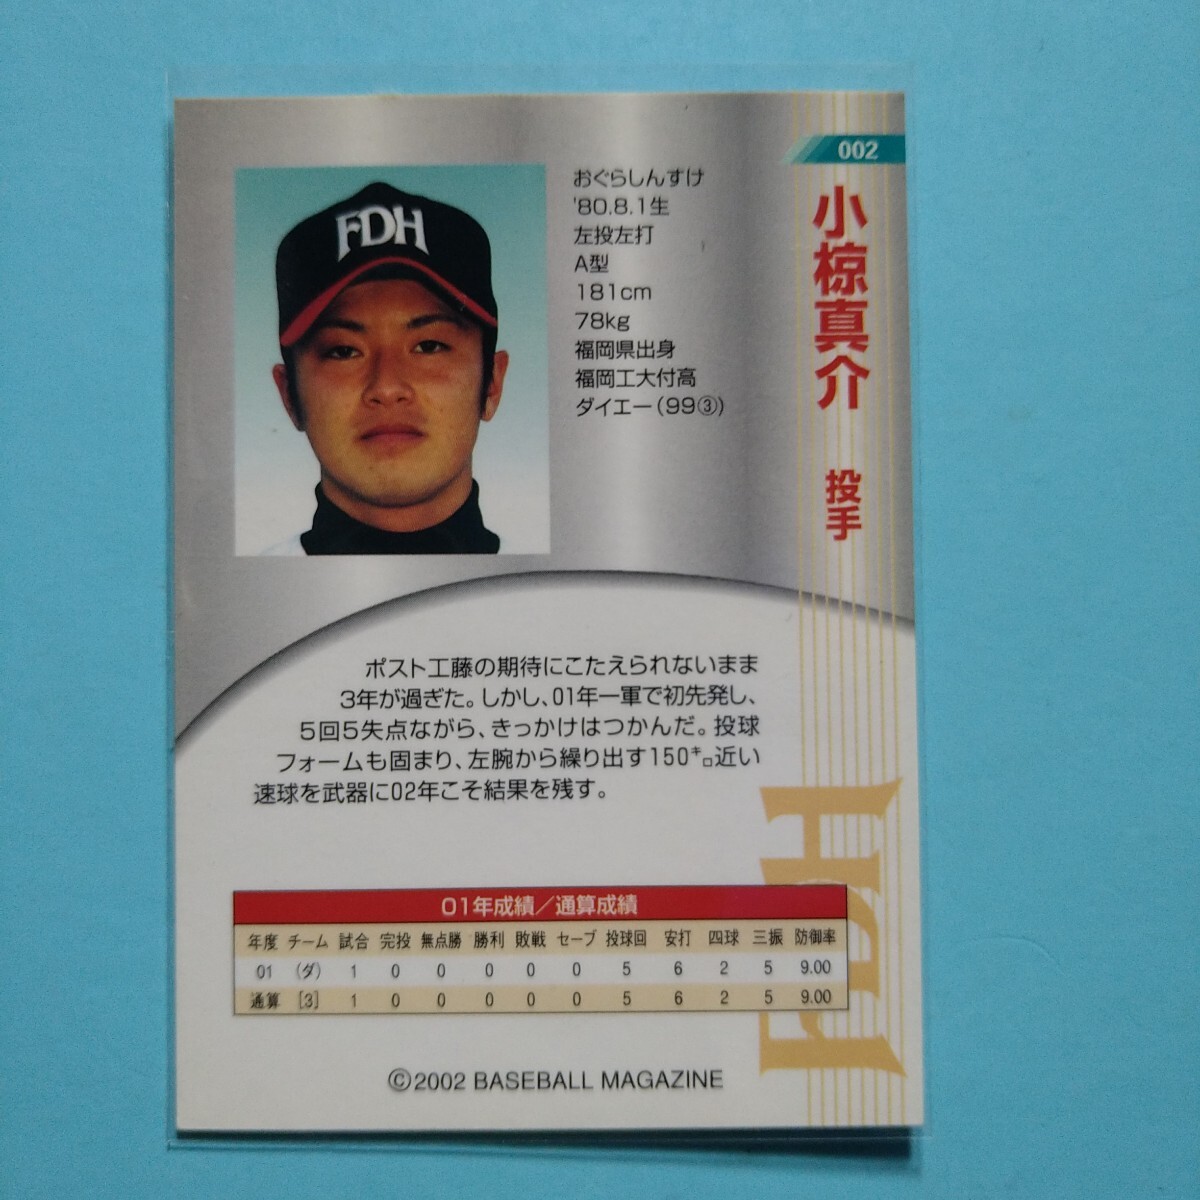 002
小椋真介 投手
FDH
おぐらしんすけ
'80.8.1生
左投左打
A型
181cm
78kg
福岡県出身
福岡工大付高
ダイエー(99③)
ポスト工藤の期待にこたえられないまま
3年が過ぎた。しかし、01年一軍で初先発し、
5回5失点ながら、きっかけはつかんだ。投球
フォームも固まり、左腕から繰り出す150㌔近い
速球を武器に02年こそ結果を残す。
01年成績／通算成績
年度 チーム 試合 完投 無点勝 勝利 敗戦 セーブ 投球回 安打 四球 三振 防御率
01 (ダ) 1 0 0 0 0 0 5 6 2 5 9.00
通算 [3] 1 0 0 0 0 0 5 6 2 5 9.00
FDH
©2002 BASEBALL MAGAZINE